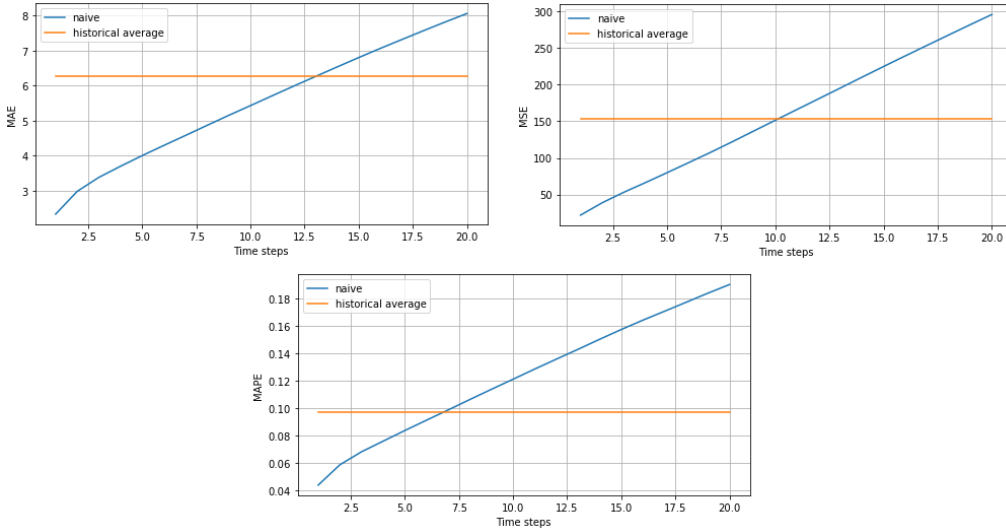 naive
historical average
8
7
6
5
4
3
MAE
2.5 5.0 7.5 10.0 12.5 15.0 17.5 20.0
Time steps
naive
historical average
300
250
200
150
100
50
MSE
2.5 5.0 7.5 10.0 12.5 15.0 17.5 20.0
Time steps
naive
historical average
0.18
0.16
0.14
0.12
0.10
0.08
0.06
0.04
MAPE
2.5 5.0 7.5 10.0 12.5 15.0 17.5 20.0
Time steps